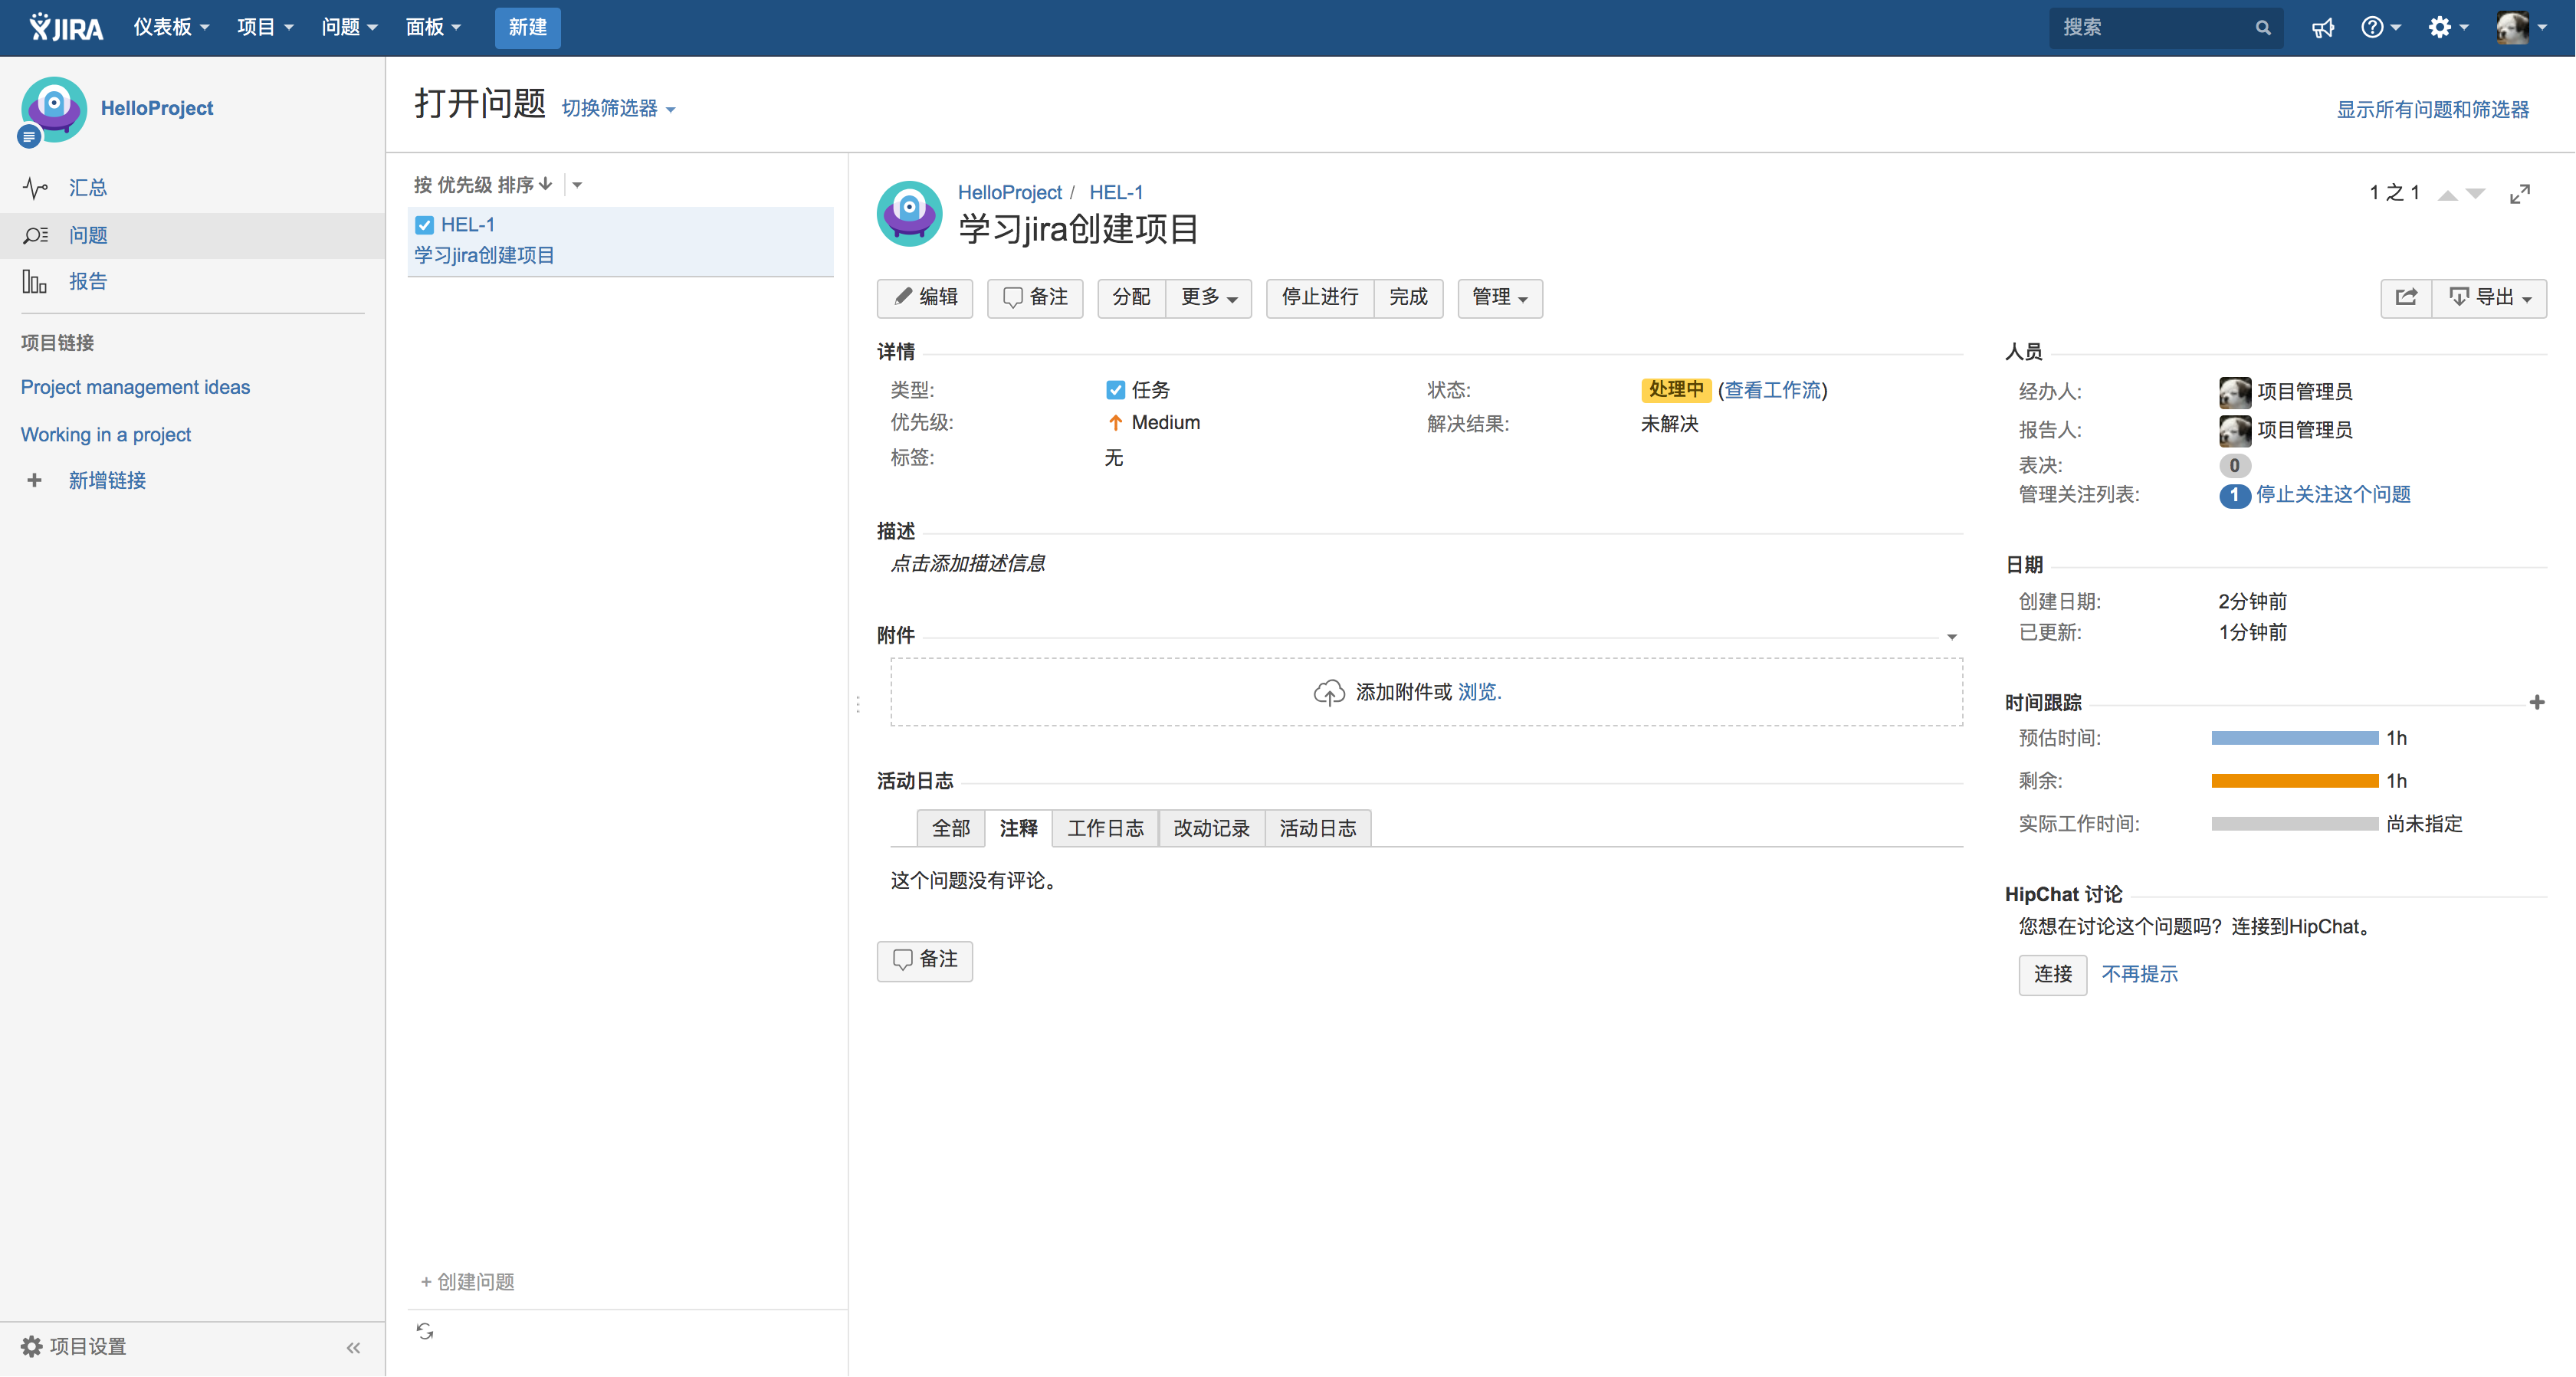 JIRA 仪表板 项目 问题 面板 新建 搜索
HelloProject
汇总
问题
报告
项目链接
Project management ideas
Working in a project
+ 新增链接
项目设置 «
打开问题 切换筛选器
显示所有问题和筛选器
按 优先级 排序
HEL-1
学习jira创建项目
+ 创建问题
HelloProject / HEL-1
学习jira创建项目
1 之 1
编辑 备注 分配 更多 停止进行 完成 管理
导出
详情
类型: 任务
状态: 处理中 (查看工作流)
优先级: Medium
解决结果: 未解决
标签: 无
描述
点击添加描述信息
附件
添加附件或 浏览.
活动日志
全部 注释 工作日志 改动记录 活动日志
这个问题没有评论。
备注
人员
经办人: 项目管理员
报告人: 项目管理员
表决: 0
管理关注列表: 1 停止关注这个问题
日期
创建日期: 2分钟前
已更新: 1分钟前
时间跟踪 +
预估时间: 1h
剩余: 1h
实际工作时间: 尚未指定
HipChat 讨论
您想在讨论这个问题吗? 连接到HipChat。
连接 不再提示